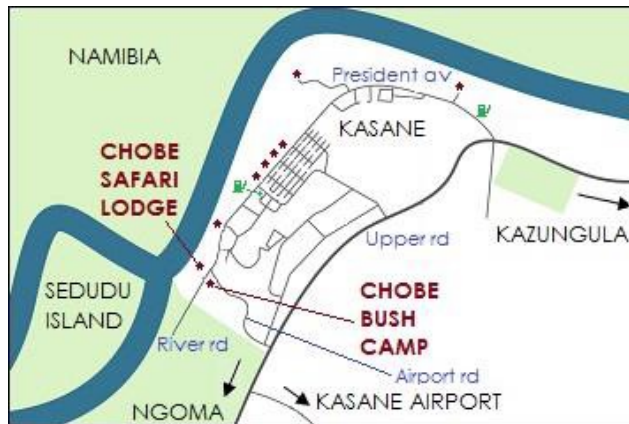 NAMIBIA
President av
KASANE
CHOBE
SAFARI
LODGE
KAZUNGULA
Upper rd
SEDUDU
ISLAND
CHOBE
BUSH
CAMP
River rd
Airport rd
KASANE AIRPORT
NGOMA